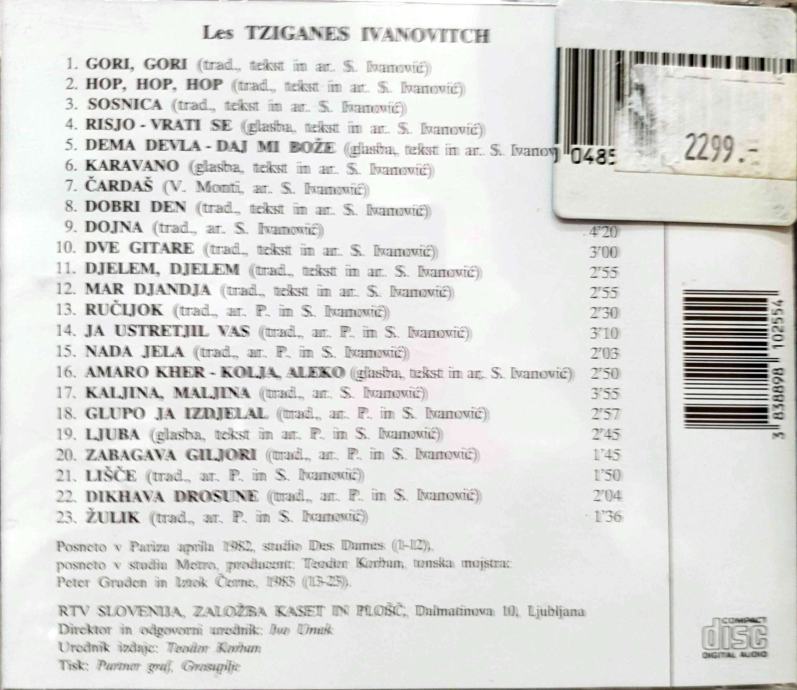 Les TZIGANES IVANOVITCH
1. GORI, GORI (trad., tekst in ar. S. Ivanović)
2. HOP, HOP, HOP (trad., tekst in ar. S. Ivanović)
3. SOSNICA (trad., tekst in ar. S. Ivanović)
4. RISJO - VRATI SE (glasba, tekst in ar. S. Ivanović)
5. DEMA DEVLA - DAJ MI BOŽE (glasba, tekst in ar. S. Ivanov
6. KARAVANO (glasba, tekst in ar. S. Ivanović)
7. ČARDAŠ (V. Monti, ar. S. Ivanović)
8. DOBRI DEN (trad., tekst in ar. S. Ivanović)
9. DOJNA (trad., ar. S. Ivanović) 4'20
10. DVE GITARE (trad., tekst in ar. S. Ivanović) 3'00
11. DJELEM, DJELEM (trad., tekst in ar. S. Ivanović) 2'55
12. MAR DJANDJA (trad., tekst in ar. S. Ivanović) 2'55
13. RUČIJOK (trad., ar. P. in S. Ivanović) 2'30
14. JA USTRETJIL VAS (trad., ar. P. in S. Ivanović) 3'10
15. NADA JELA (trad., ar. P. in S. Ivanović) 2'03
16. AMARO KHER - KOLJA, ALEKO (glasba, tekst in ar. S. Ivanović) 2'50
17. KALJINA, MALJINA (trad., ar. S. Ivanović) 3'55
18. GLUPO JA IZDJELAL (trad., ar. P. in S. Ivanović) 2'57
19. LJUBA (glasba, tekst in ar. P. in S. Ivanović) 2'45
20. ZABAGAVA GILJORI (trad., ar. P. in S. Ivanović) 1'45
21. LIŠČE (trad., ar. P. in S. Ivanović) 1'50
22. DIKHAVA DROSUNE (trad., ar. P. in S. Ivanović) 2'04
23. ŽULIK (trad., ar. P. in S. Ivanović) 1'36
Posneto v Parizu aprila 1982, studio Des Dames (1-12),
posneto v studiu Metro, producent: Teodor Korban, tonska mojstra:
Peter Gruden in Iztok Černe, 1983 (13-23).
RTV SLOVENIJA, ZALOŽBA KASET IN PLOŠČ, Dalmatinova 10, Ljubljana
Direktor in odgovorni urednik: Ivo Umek
Urednik izdaje: Teodor Korban
Tisk: Partner graf, Grosuplje
0485
2299.-
3 838898 102554
COMPACT
disc
DIGITAL AUDIO